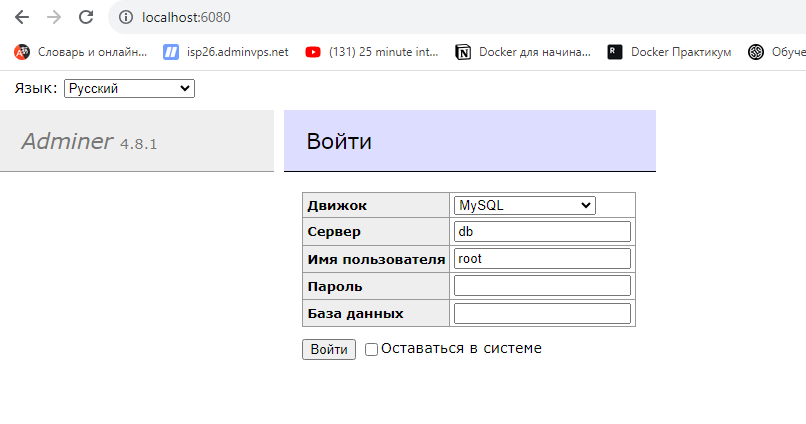 localhost:6080
Словарь и онлайн... isp26.adminvps.net (131) 25 minute int... Docker для начина... Docker Практикум Обуче
Язык: Русский
Adminer 4.8.1
Войти
Движок MySQL
Сервер db
Имя пользователя root
Пароль
База данных
Войти Оставаться в системе